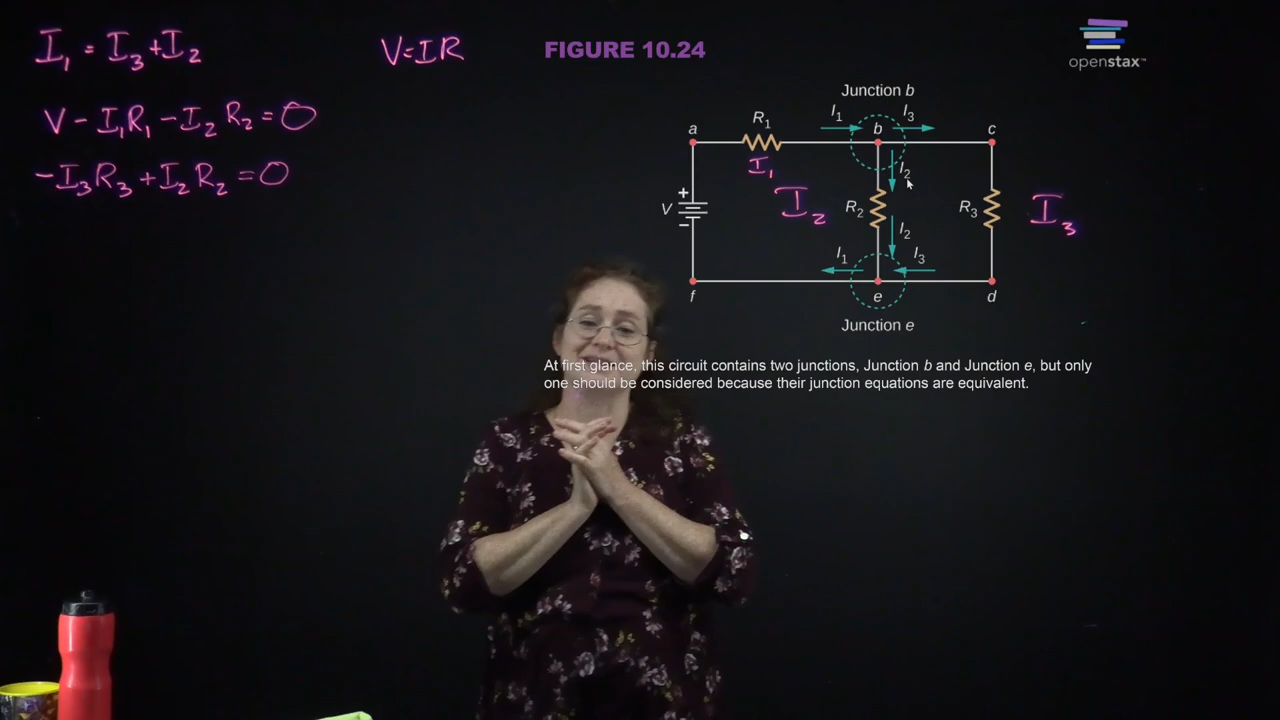 I₁ = I₃ + I₂
V - I₁R₁ - I₂R₂ = 0
-I₃R₃ + I₂R₂ = 0
V=IR
FIGURE 10.24
openstax™
Junction b
I₁
I₃
a
R₁
b
c
I₁
I₂
+
V
-
I₂
R₂
R₃
I₃
I₂
I₁
I₃
f
e
d
Junction e
At first glance, this circuit contains two junctions, Junction b and Junction e, but only
one should be considered because their junction equations are equivalent.